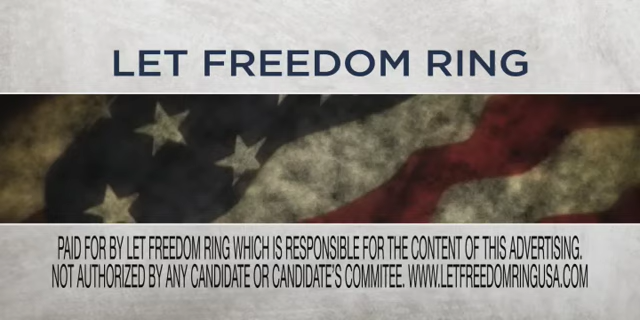 LET FREEDOM RING
PAID FOR BY LET FREEDOM RING WHICH IS RESPONSIBLE FOR THE CONTENT OF THIS ADVERTISING.
NOT AUTHORIZED BY ANY CANDIDATE OR CANDIDATE'S COMMITEE. WWW.LETFREEDOMRINGUSA.COM